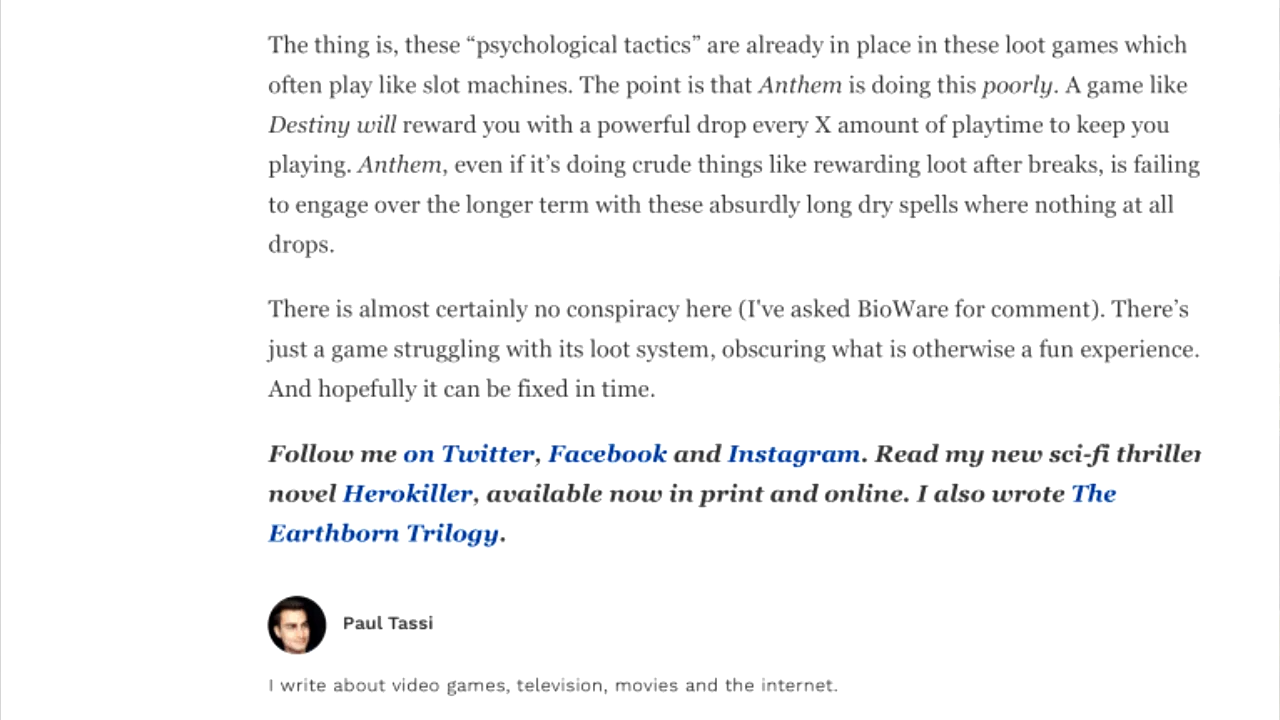 The thing is, these “psychological tactics” are already in place in these loot games which
often play like slot machines. The point is that Anthem is doing this poorly. A game like
Destiny will reward you with a powerful drop every X amount of playtime to keep you
playing. Anthem, even if it’s doing crude things like rewarding loot after breaks, is failing
to engage over the longer term with these absurdly long dry spells where nothing at all
drops.
There is almost certainly no conspiracy here (I've asked BioWare for comment). There’s
just a game struggling with its loot system, obscuring what is otherwise a fun experience.
And hopefully it can be fixed in time.
Follow me on Twitter, Facebook and Instagram. Read my new sci-fi thriller
novel Herokiller, available now in print and online. I also wrote The
Earthborn Trilogy.
Paul Tassi
I write about video games, television, movies and the internet.